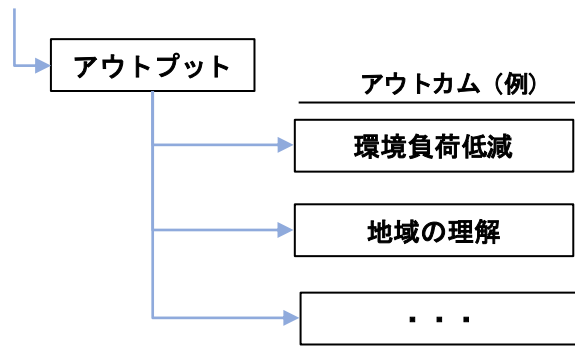 アウトプット
アウトカム（例）
環境負荷低減
地域の理解
・・・